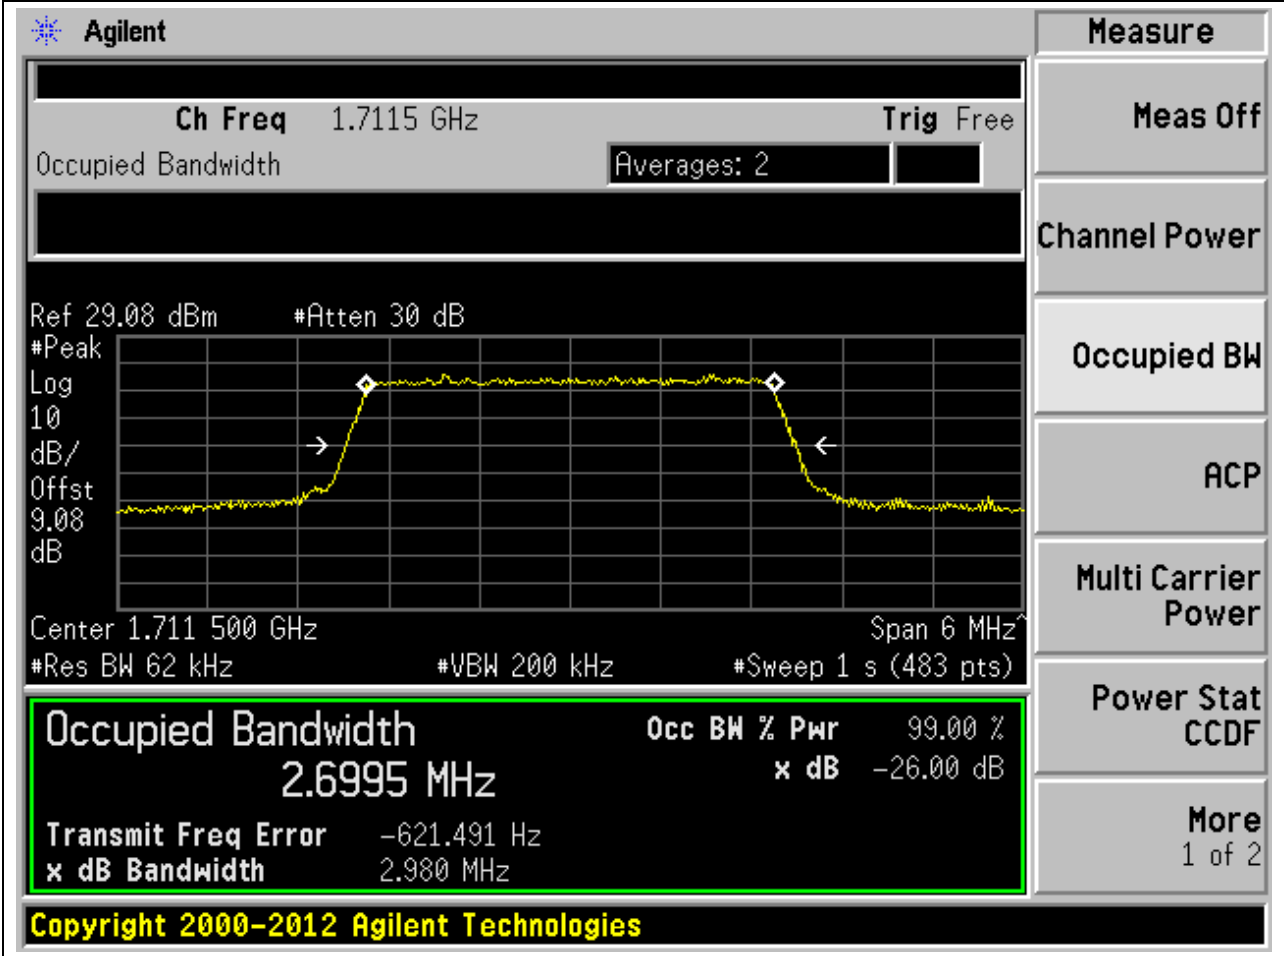 Agilent
Measure
Ch Freq 1.7115 GHz Trig Free
Occupied Bandwidth Averages: 2
Meas Off
Channel Power
Occupied BW
ACP
Multi Carrier
Power
Power Stat
CCDF
More
1 of 2
Ref 29.08 dBm #Atten 30 dB
#Peak
Log
10
dB/
Offst
9.08
dB
Center 1.711 500 GHz Span 6 MHz^
#Res BW 62 kHz #VBW 200 kHz #Sweep 1 s (483 pts)
Occupied Bandwidth Occ BW % Pwr 99.00 %
2.6995 MHz x dB -26.00 dB
Transmit Freq Error -621.491 Hz
x dB Bandwidth 2.980 MHz
Copyright 2000-2012 Agilent Technologies